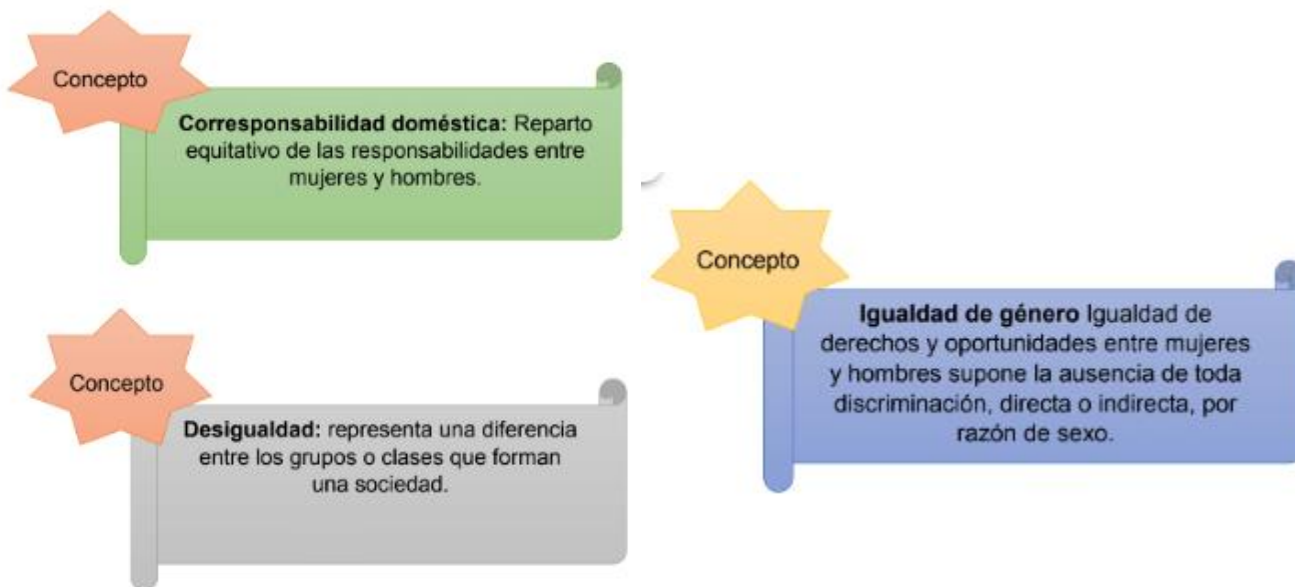 Concepto
Corresponsabilidad doméstica: Reparto
equitativo de las responsabilidades entre
mujeres y hombres.
Concepto
Desigualdad: representa una diferencia
entre los grupos o clases que forman
una sociedad.
Concepto
Igualdad de género Igualdad de
derechos y oportunidades entre mujeres
y hombres supone la ausencia de toda
discriminación, directa o indirecta, por
razón de sexo.